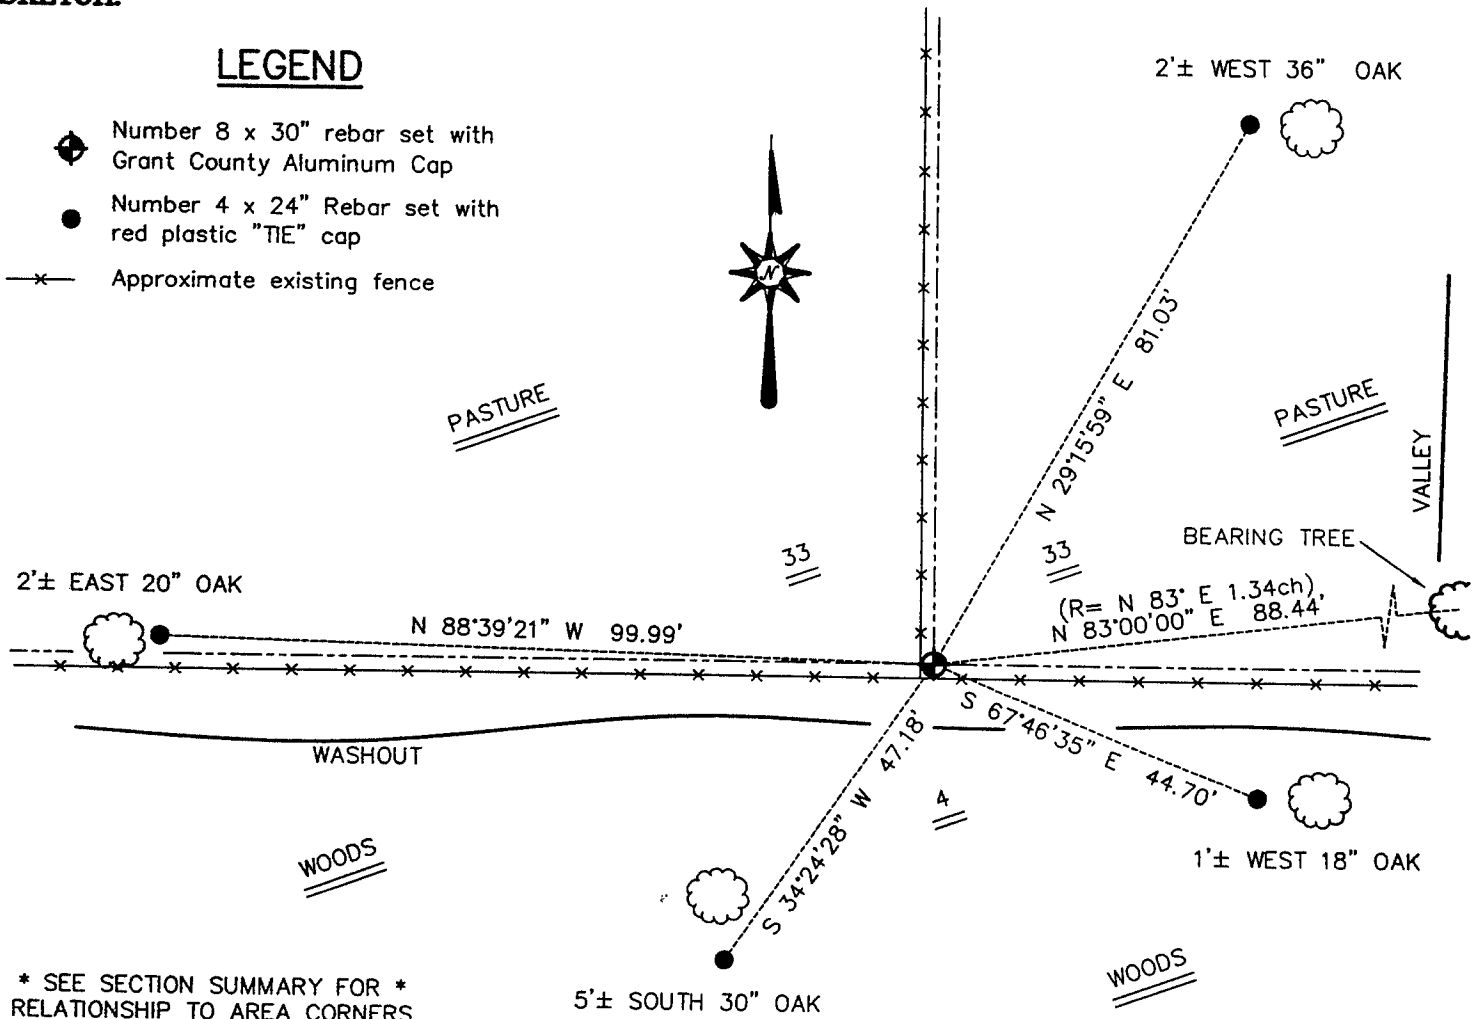 SKETCH:
LEGEND
Number 8 x 30" rebar set with
Grant County Aluminum Cap
Number 4 x 24" Rebar set with
red plastic "TIE" cap
Approximate existing fence
N
2'± WEST 36" OAK
N 29°15'59" E 81.03'
PASTURE
PASTURE
VALLEY
BEARING TREE
33
33
(R= N 83° E 1.34ch)
N 83°00'00" E 88.44'
2'± EAST 20" OAK
N 88°39'21" W 99.99'
WASHOUT
S 67°46'35" E 44.70'
S 34°24'28" W 47.18'
4
1'± WEST 18" OAK
WOODS
WOODS
5'± SOUTH 30" OAK
* SEE SECTION SUMMARY FOR *
RELATIONSHIP TO AREA CORNERS